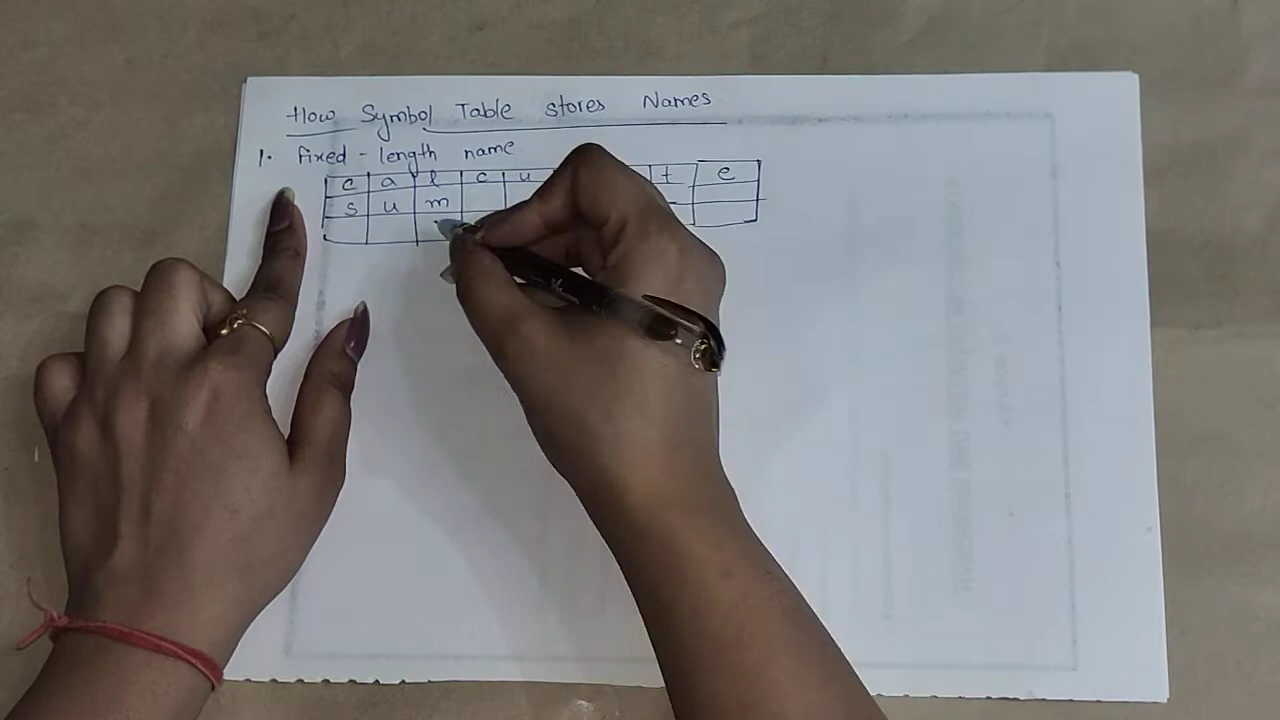 How Symbol Table stores Names
1. Fixed - length name
c a l c u t e
s u m